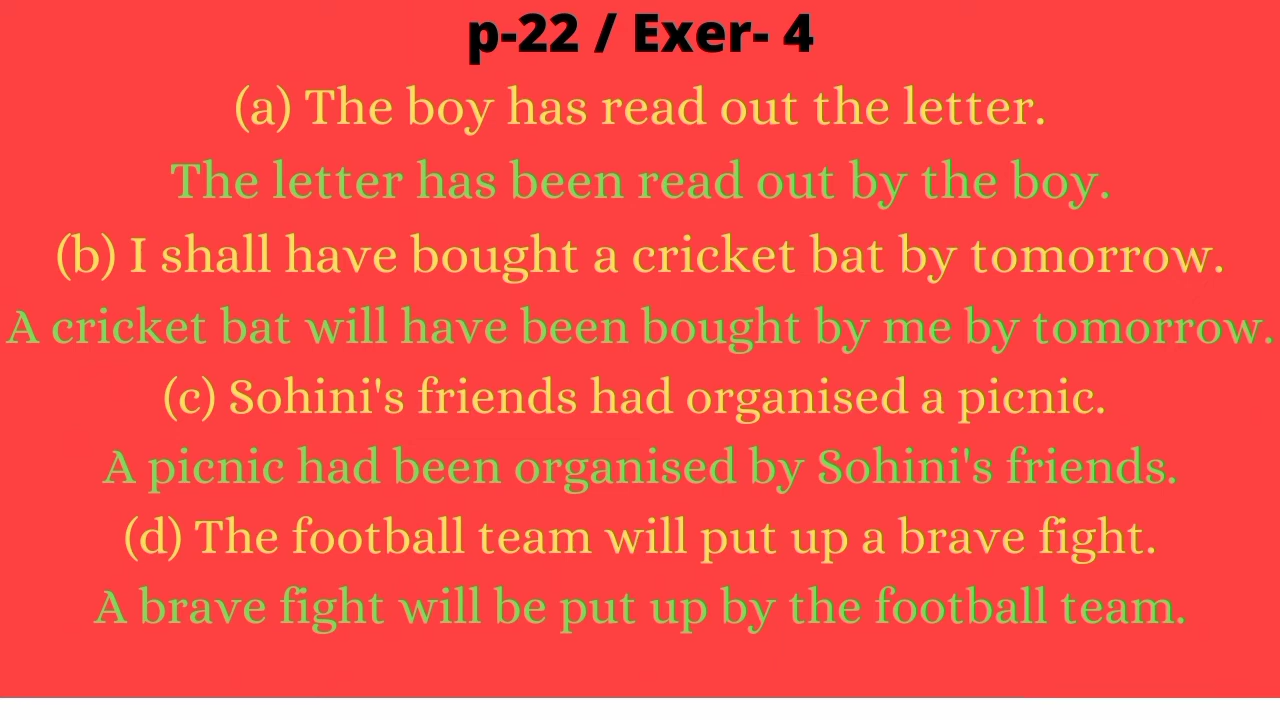 p-22 / Exer- 4
(a) The boy has read out the letter.
The letter has been read out by the boy.
(b) I shall have bought a cricket bat by tomorrow.
A cricket bat will have been bought by me by tomorrow.
(c) Sohini's friends had organised a picnic.
A picnic had been organised by Sohini's friends.
(d) The football team will put up a brave fight.
A brave fight will be put up by the football team.